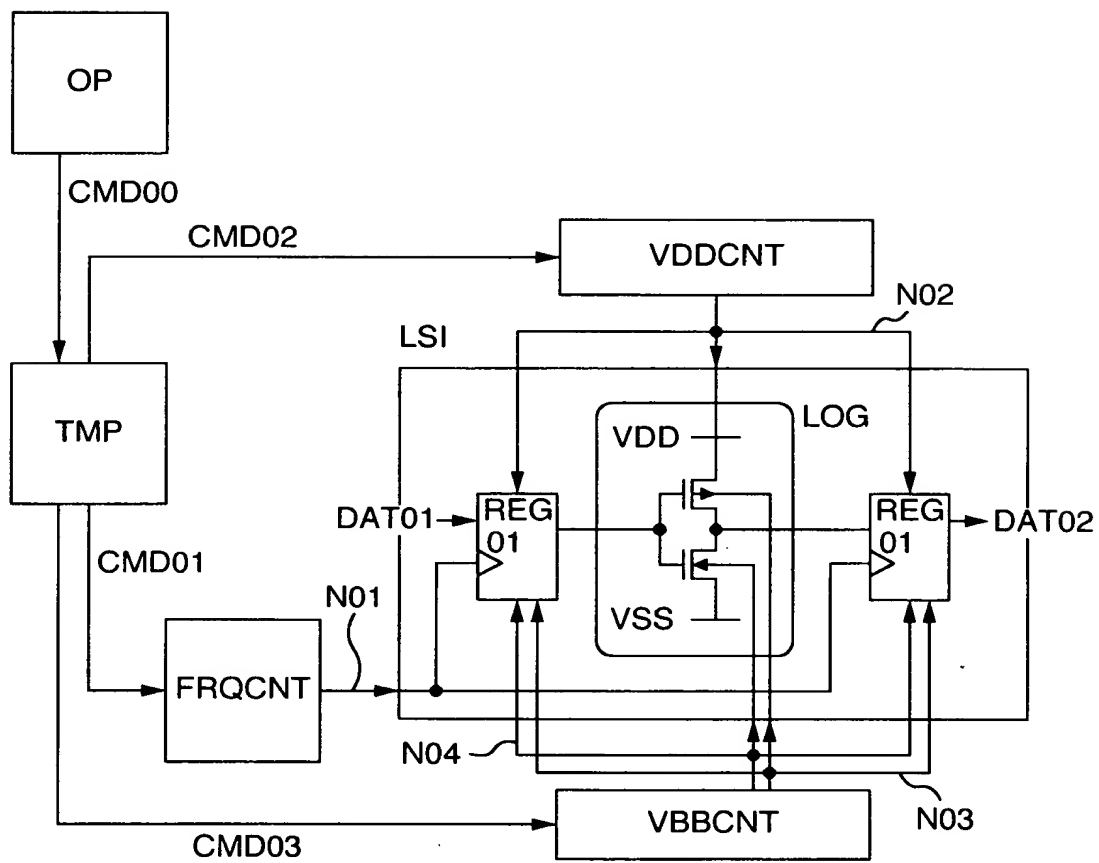 OP
CMD00
CMD02
VDDCNT
N02
LSI
TMP
LOG
VDD
DAT01
REG
01
REG
01
DAT02
CMD01
N01
VSS
FRQCNT
N04
N03
CMD03
VBBCNT